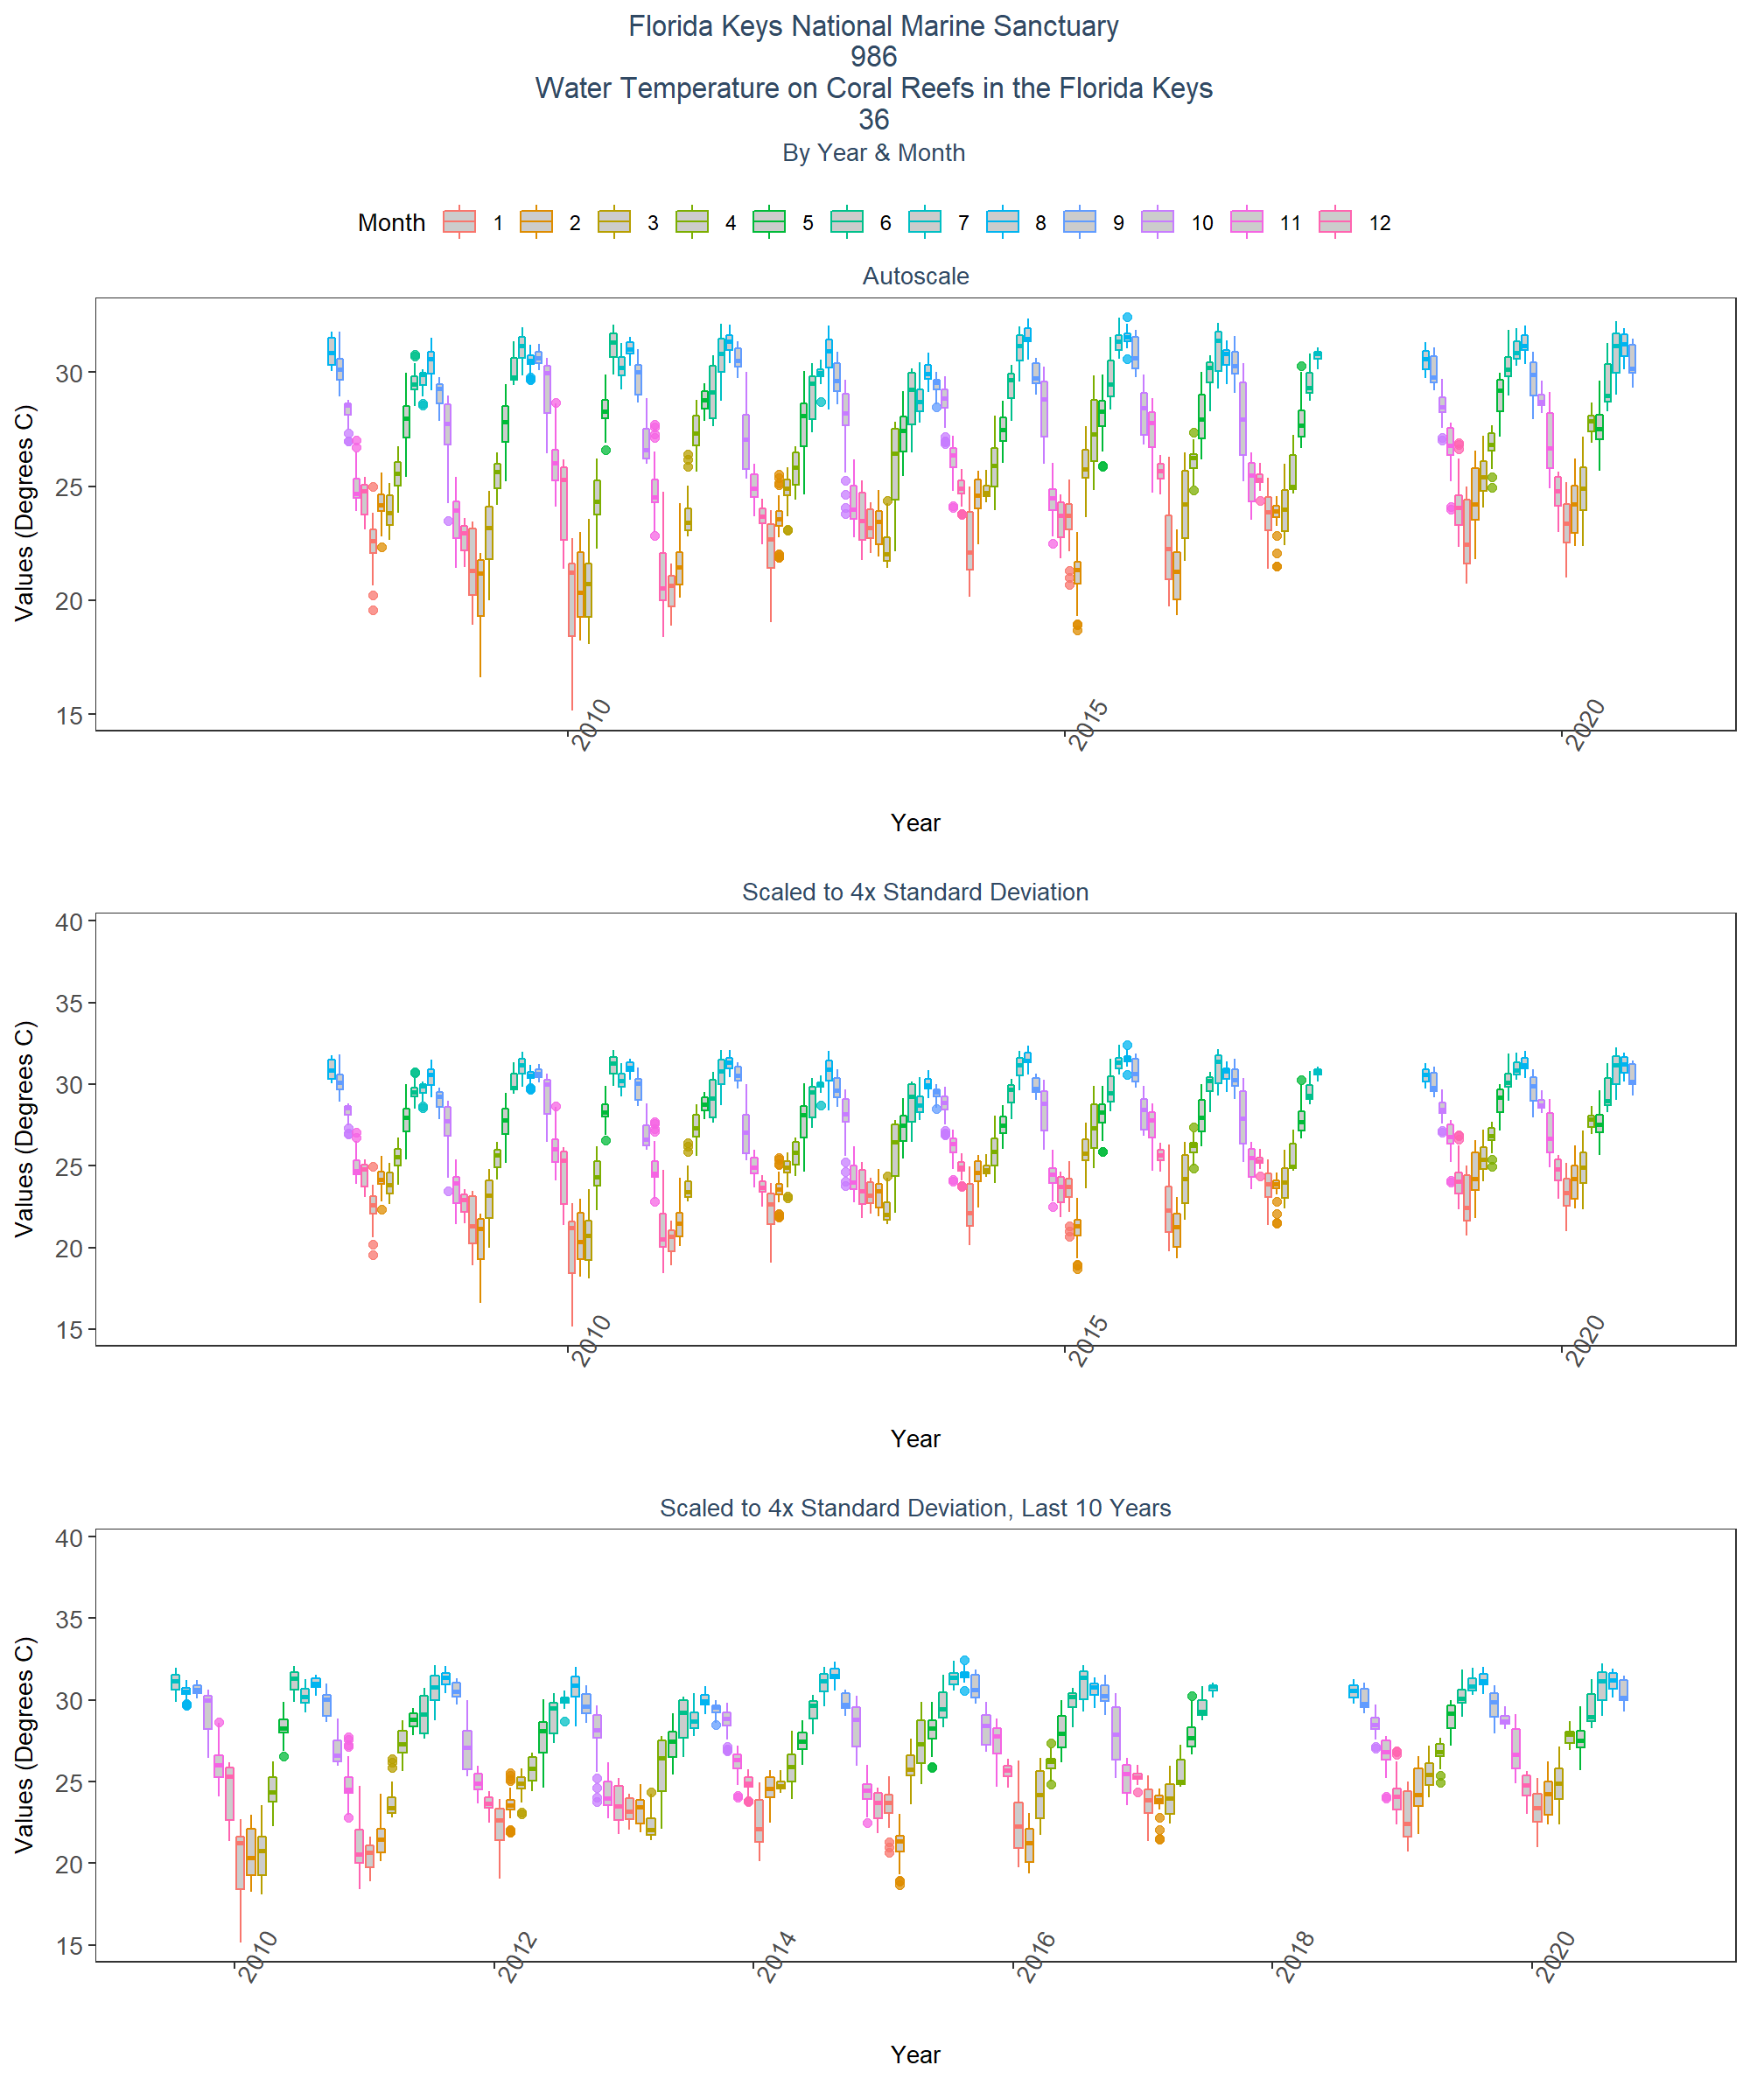 Florida Keys National Marine Sanctuary
986
Water Temperature on Coral Reefs in the Florida Keys
36
By Year & Month
Month 1 2 3 4 5 6 7 8 9 10 11 12
Autoscale
Values (Degrees C)
30
25
20
15
2010 2015 2020
Year
Scaled to 4x Standard Deviation
Values (Degrees C)
40
35
30
25
20
15
2010 2015 2020
Year
Scaled to 4x Standard Deviation, Last 10 Years
Values (Degrees C)
40
35
30
25
20
15
2010 2012 2014 2016 2018 2020
Year